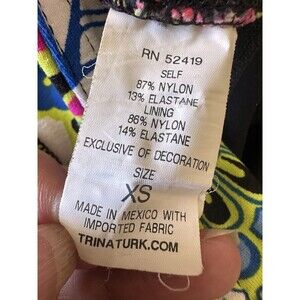 RN 52419
SELF
87% NYLON
13% ELASTANE
LINING
86% NYLON
14% ELASTANE
EXCLUSIVE OF DECORATION
SIZE
XS
MADE IN MEXICO WITH
IMPORTED FABRIC
TRINATURK.COM